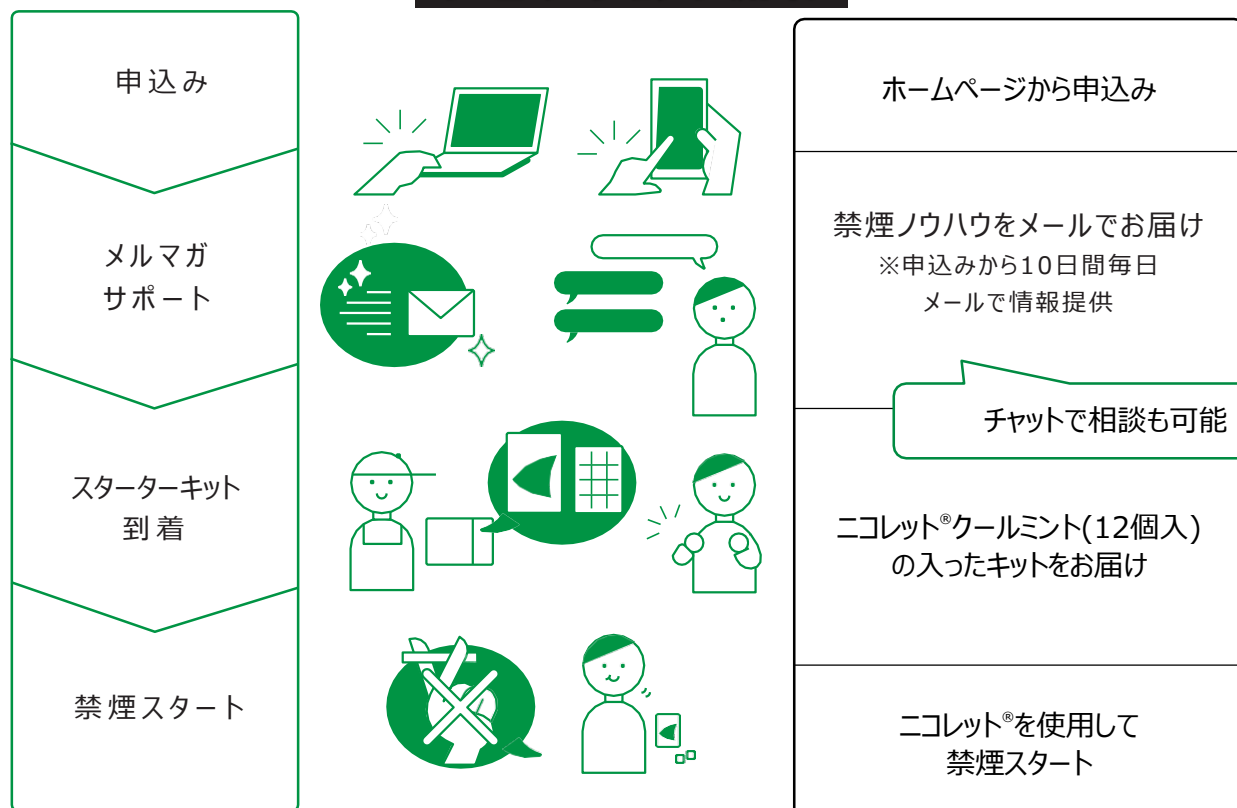 申込み
ホームページから申込み
メルマガ
サポート
禁煙ノウハウをメールでお届け
※申込みから10日間毎日
メールで情報提供
チャットで相談も可能
スターターキット
到着
ニコレット®クールミント(12個入)
の入ったキットをお届け
禁煙スタート
ニコレット®を使用して
禁煙スタート